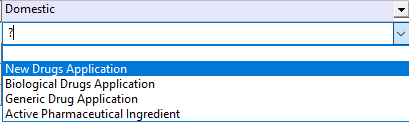 Domestic
?
New Drugs Application
Biological Drugs Application
Generic Drug Application
Active Pharmaceutical Ingredient